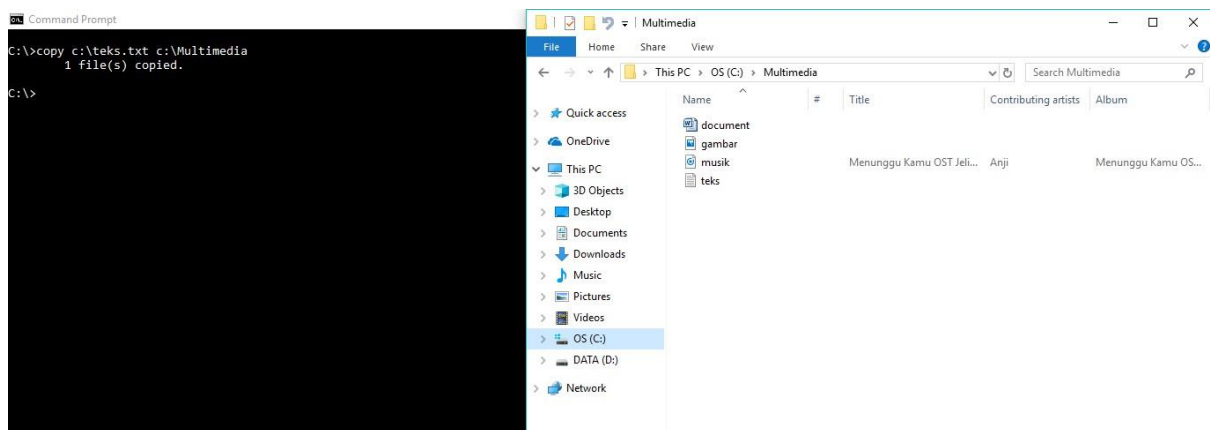 Command Prompt
C:\>copy c:\teks.txt c:\Multimedia
1 file(s) copied.
C:\>
Multimedia
File Home Share View
This PC › OS (C:) › Multimedia
Search Multimedia
Name # Title Contributing artists Album
document
gambar
musik Menunggu Kamu OST Jeli... Anji Menunggu Kamu OS...
teks
Quick access
OneDrive
This PC
3D Objects
Desktop
Documents
Downloads
Music
Pictures
Videos
OS (C:)
DATA (D:)
Network